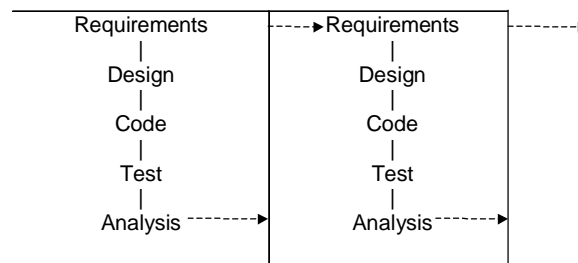 Requirements
Design
Code
Test
Analysis
Requirements
Design
Code
Test
Analysis